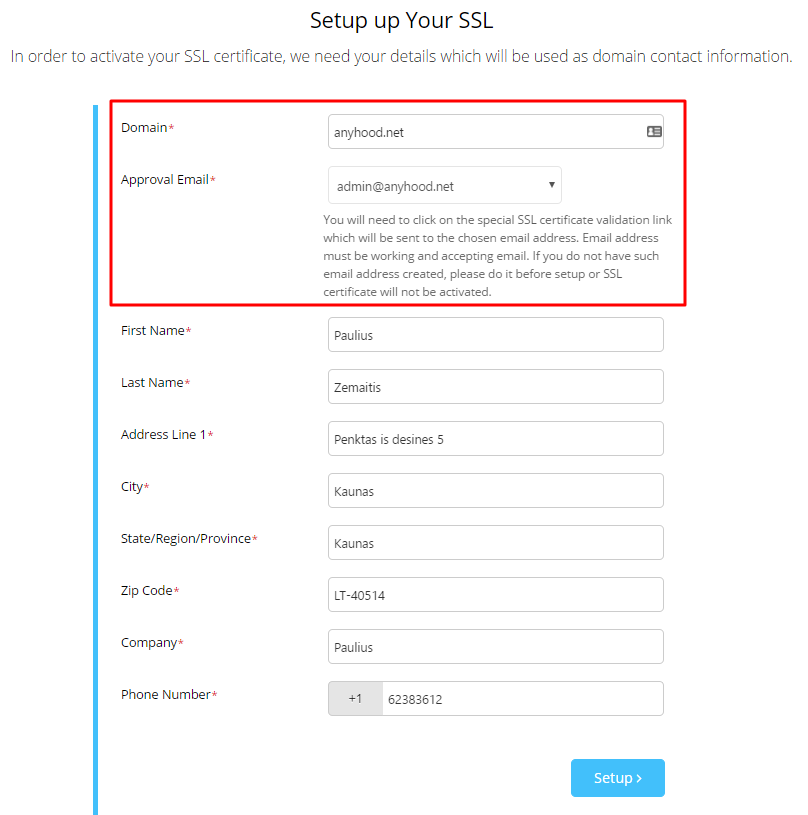 Setup up Your SSL
In order to activate your SSL certificate, we need your details which will be used as domain contact information.
Domain*
anyhood.net
Approval Email*
admin@anyhood.net
You will need to click on the special SSL certificate validation link
which will be sent to the chosen email address. Email address
must be working and accepting email. If you do not have such
email address created, please do it before setup or SSL
certificate will not be activated.
First Name*
Paulius
Last Name*
Zemaitis
Address Line 1*
Penktas is desines 5
City*
Kaunas
State/Region/Province*
Kaunas
Zip Code*
LT-40514
Company*
Paulius
Phone Number*
+1 62383612
Setup ›